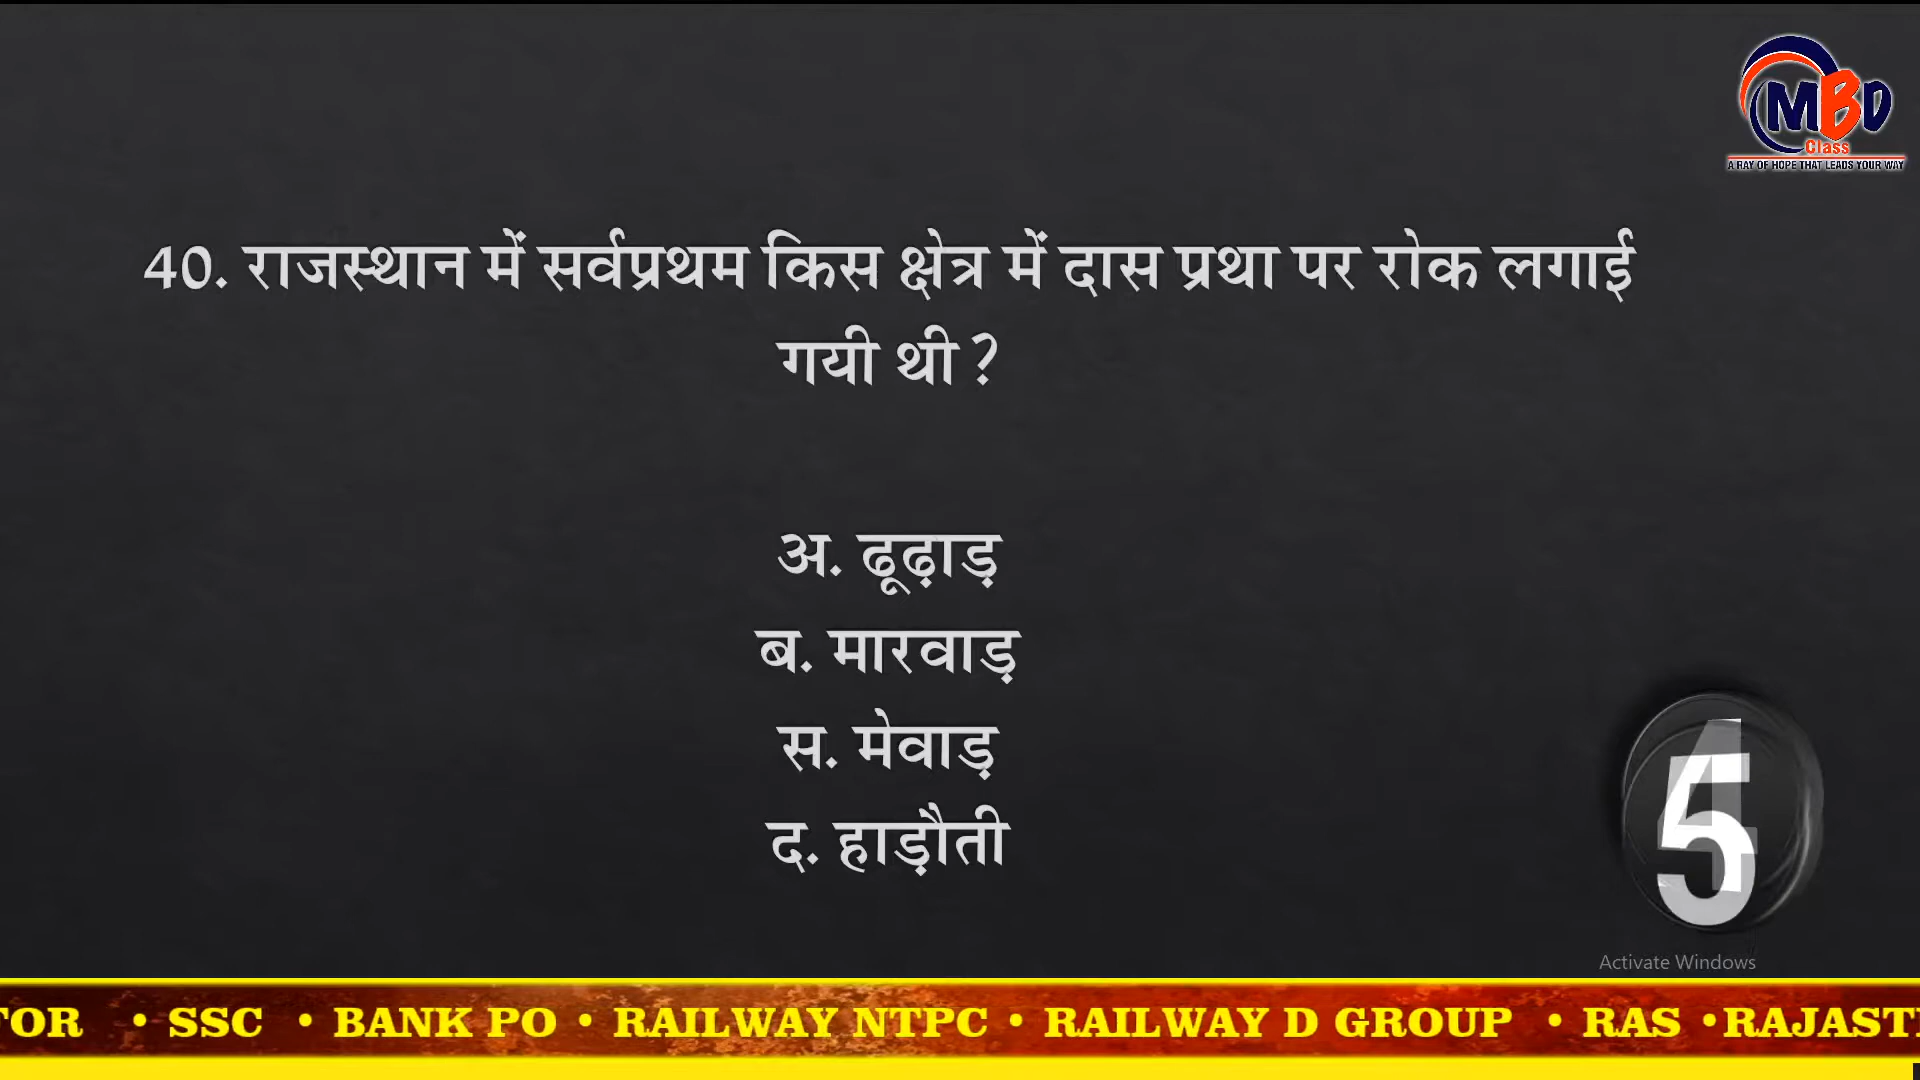 MBD
Class
A RAY OF HOPE THAT LEADS YOUR WAY
40. राजस्थान में सर्वप्रथम किस क्षेत्र में दास प्रथा पर रोक लगाई
गयी थी ?
अ. ढूढ़ाड़
ब. मारवाड़
स. मेवाड़
द. हाड़ौती
5
Activate Windows
TOR • SSC • BANK PO • RAILWAY NTPC • RAILWAY D GROUP • RAS •RAJAST